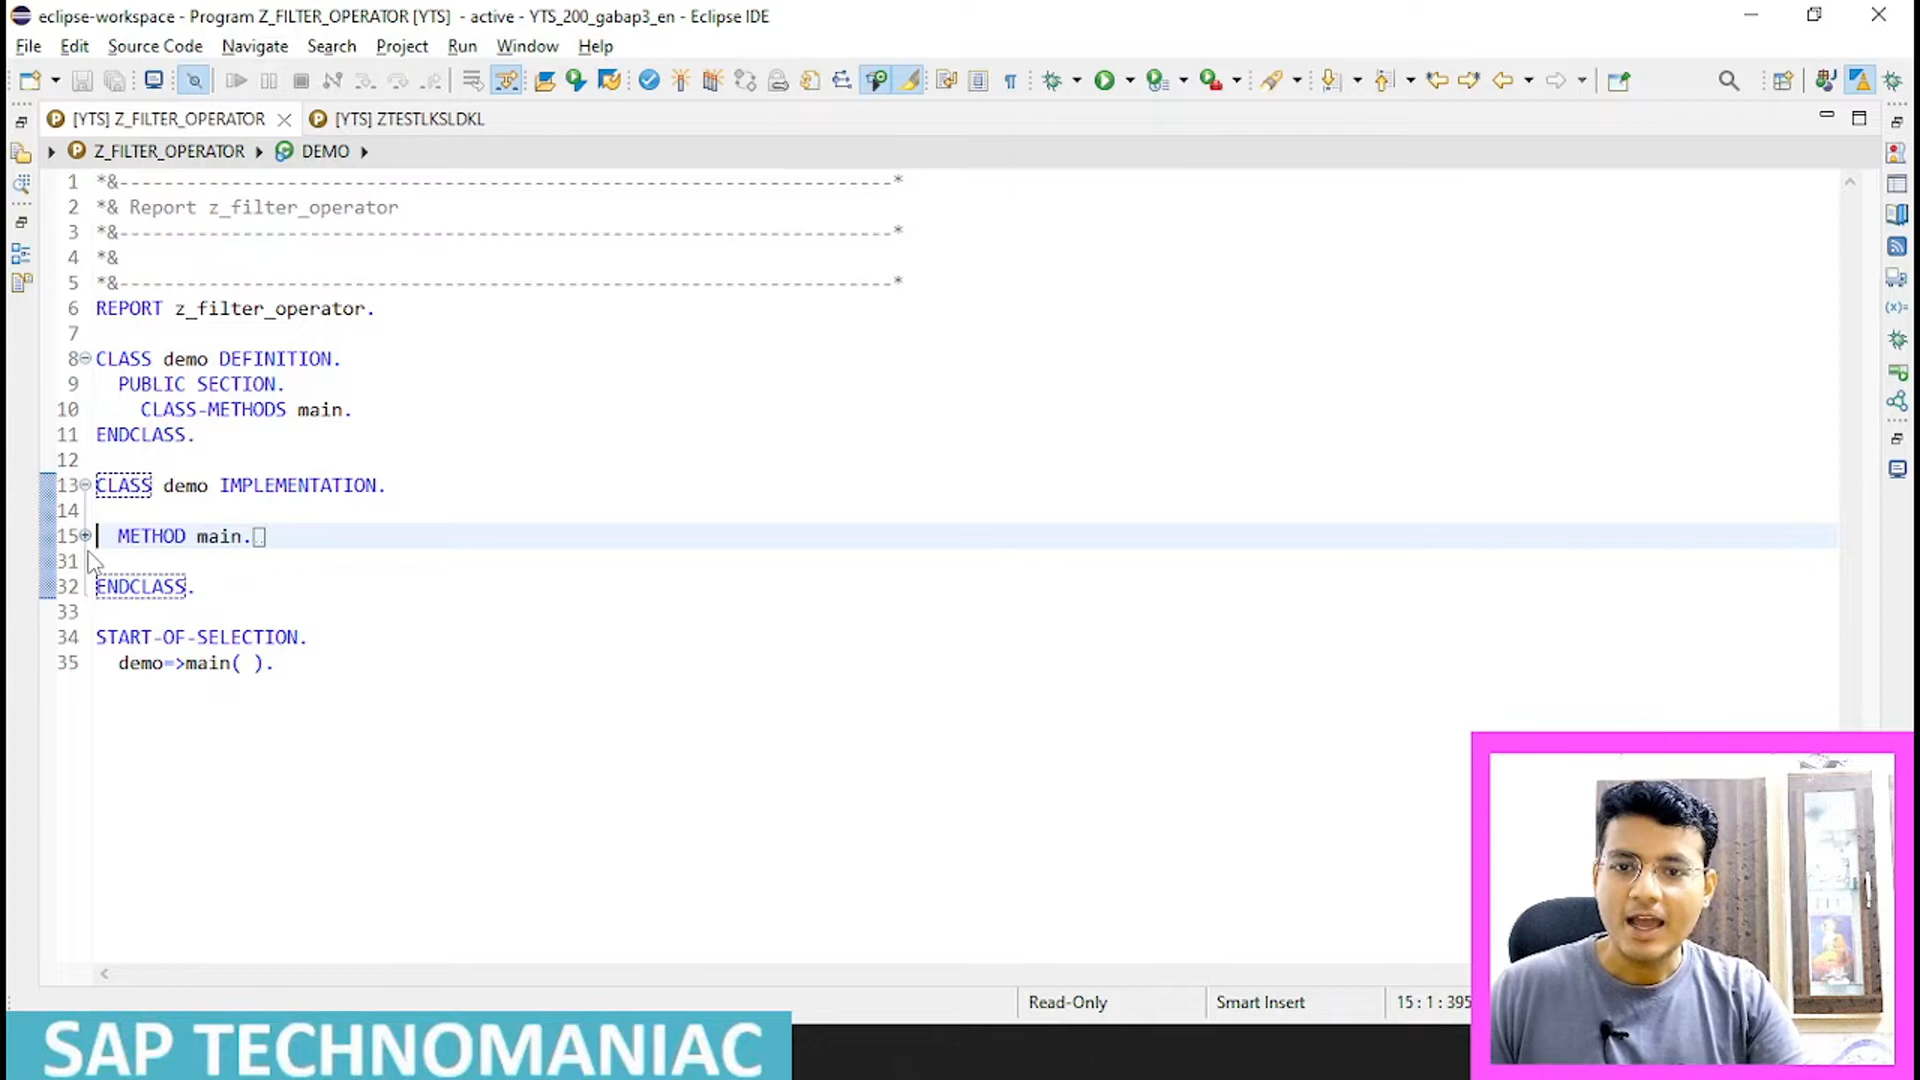 eclipse-workspace - Program Z_FILTER_OPERATOR [YTS] - active - YTS_200_gabap3_en - Eclipse IDE
File Edit Source Code Navigate Search Project Run Window Help
[YTS] Z_FILTER_OPERATOR [YTS] ZTESTLKSLDKL
Z_FILTER_OPERATOR DEMO
1 *&---------------------------------------------------------------------*
2 *& Report z_filter_operator
3 *&---------------------------------------------------------------------*
4 *&
5 *&---------------------------------------------------------------------*
6 REPORT z_filter_operator.
7
8 CLASS demo DEFINITION.
9 PUBLIC SECTION.
10 CLASS-METHODS main.
11 ENDCLASS.
12
13 CLASS demo IMPLEMENTATION.
14
15 METHOD main.
31
32 ENDCLASS.
33
34 START-OF-SELECTION.
35 demo=>main( ).
Read-Only Smart Insert 15 : 1 : 395
SAP TECHNOMANIAC